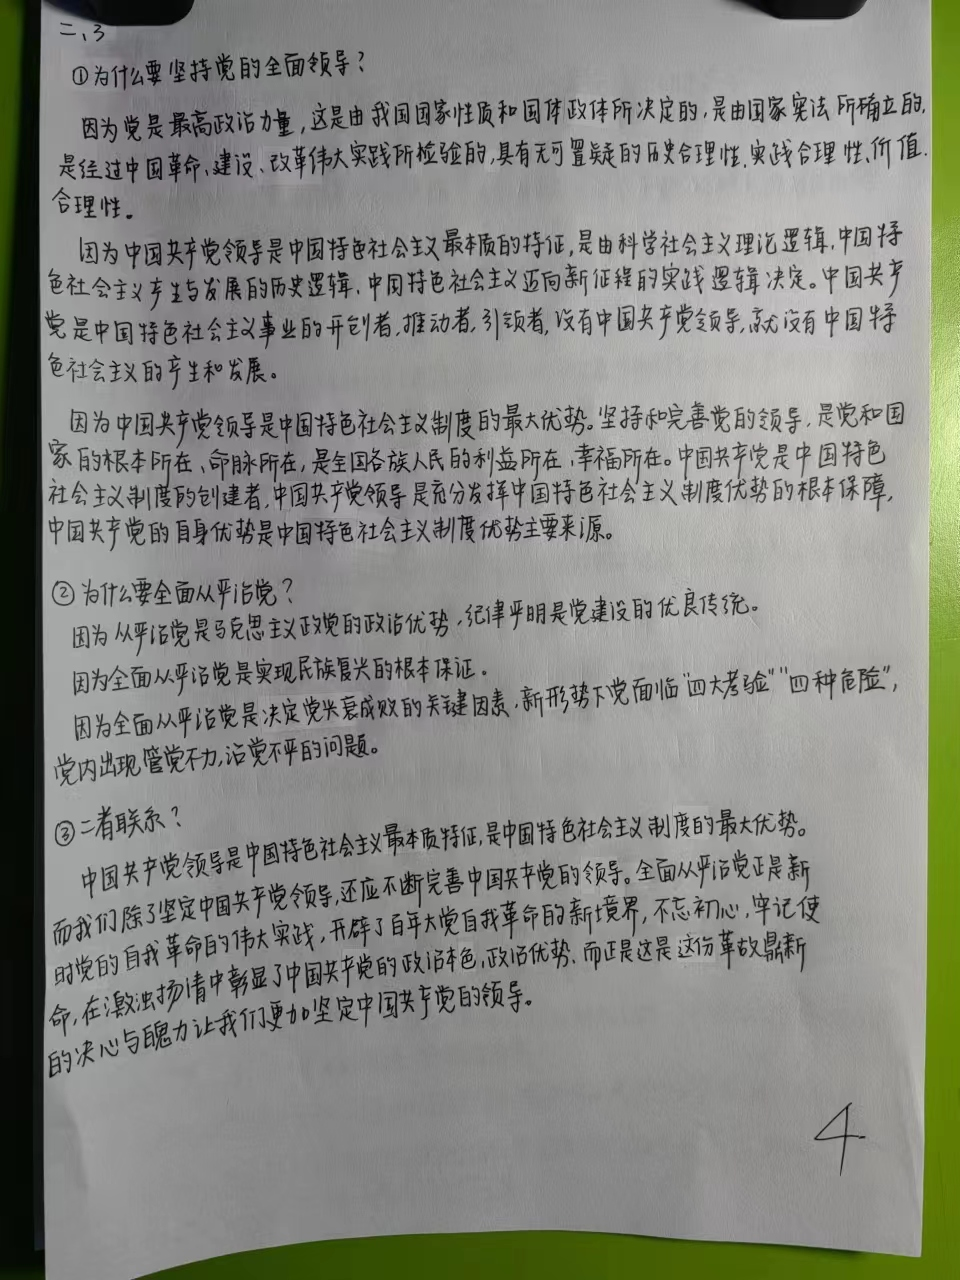 二、3
①为什么要坚持党的全面领导？
因为党是最高政治力量，这是由我国国家性质和国体政体所决定的，是由国家宪法所确立的，
是经过中国革命、建设、改革伟大实践所检验的，具有无可置疑的历史合理性、实践合理性、价值
合理性。
因为中国共产党领导是中国特色社会主义最本质的特征，是由科学社会主义理论逻辑，中国特
色社会主义产生与发展的历史逻辑，中国特色社会主义迈向新征程的实践逻辑决定。中国共产
党是中国特色社会主义事业的开创者，推动者，引领者，没有中国共产党领导，就没有中国特
色社会主义的产生和发展。
因为中国共产党领导是中国特色社会主义制度的最大优势。坚持和完善党的领导，是党和国
家的根本所在、命脉所在，是全国各族人民的利益所在、幸福所在。中国共产党是中国特色
社会主义制度的创建者，中国共产党领导是充分发挥中国特色社会主义制度优势的根本保障，
中国共产党的自身优势是中国特色社会主义制度优势主要来源。
②为什么要全面从严治党？
因为从严治党是马克思主义政党的政治优势，纪律严明是党建设的优良传统。
因为全面从严治党是实现民族复兴的根本保证。
因为全面从严治党是决定党兴衰成败的关键因素，新形势下党面临“四大考验”“四种危险”，
党内出现管党不力，治党不严的问题。
③二者联系？
中国共产党领导是中国特色社会主义最本质特征，是中国特色社会主义制度的最大优势。
而我们除了坚定中国共产党领导，还应不断完善中国共产党的领导。全面从严治党正是新
时党的自我革命的伟大实践，开辟了百年大党自我革命的新境界，不忘初心，牢记使
命，在激浊扬清中彰显了中国共产党的政治本色，政治优势，而正是这是这份革故鼎新
的决心与魄力让我们更加坚定中国共产党的领导。
4